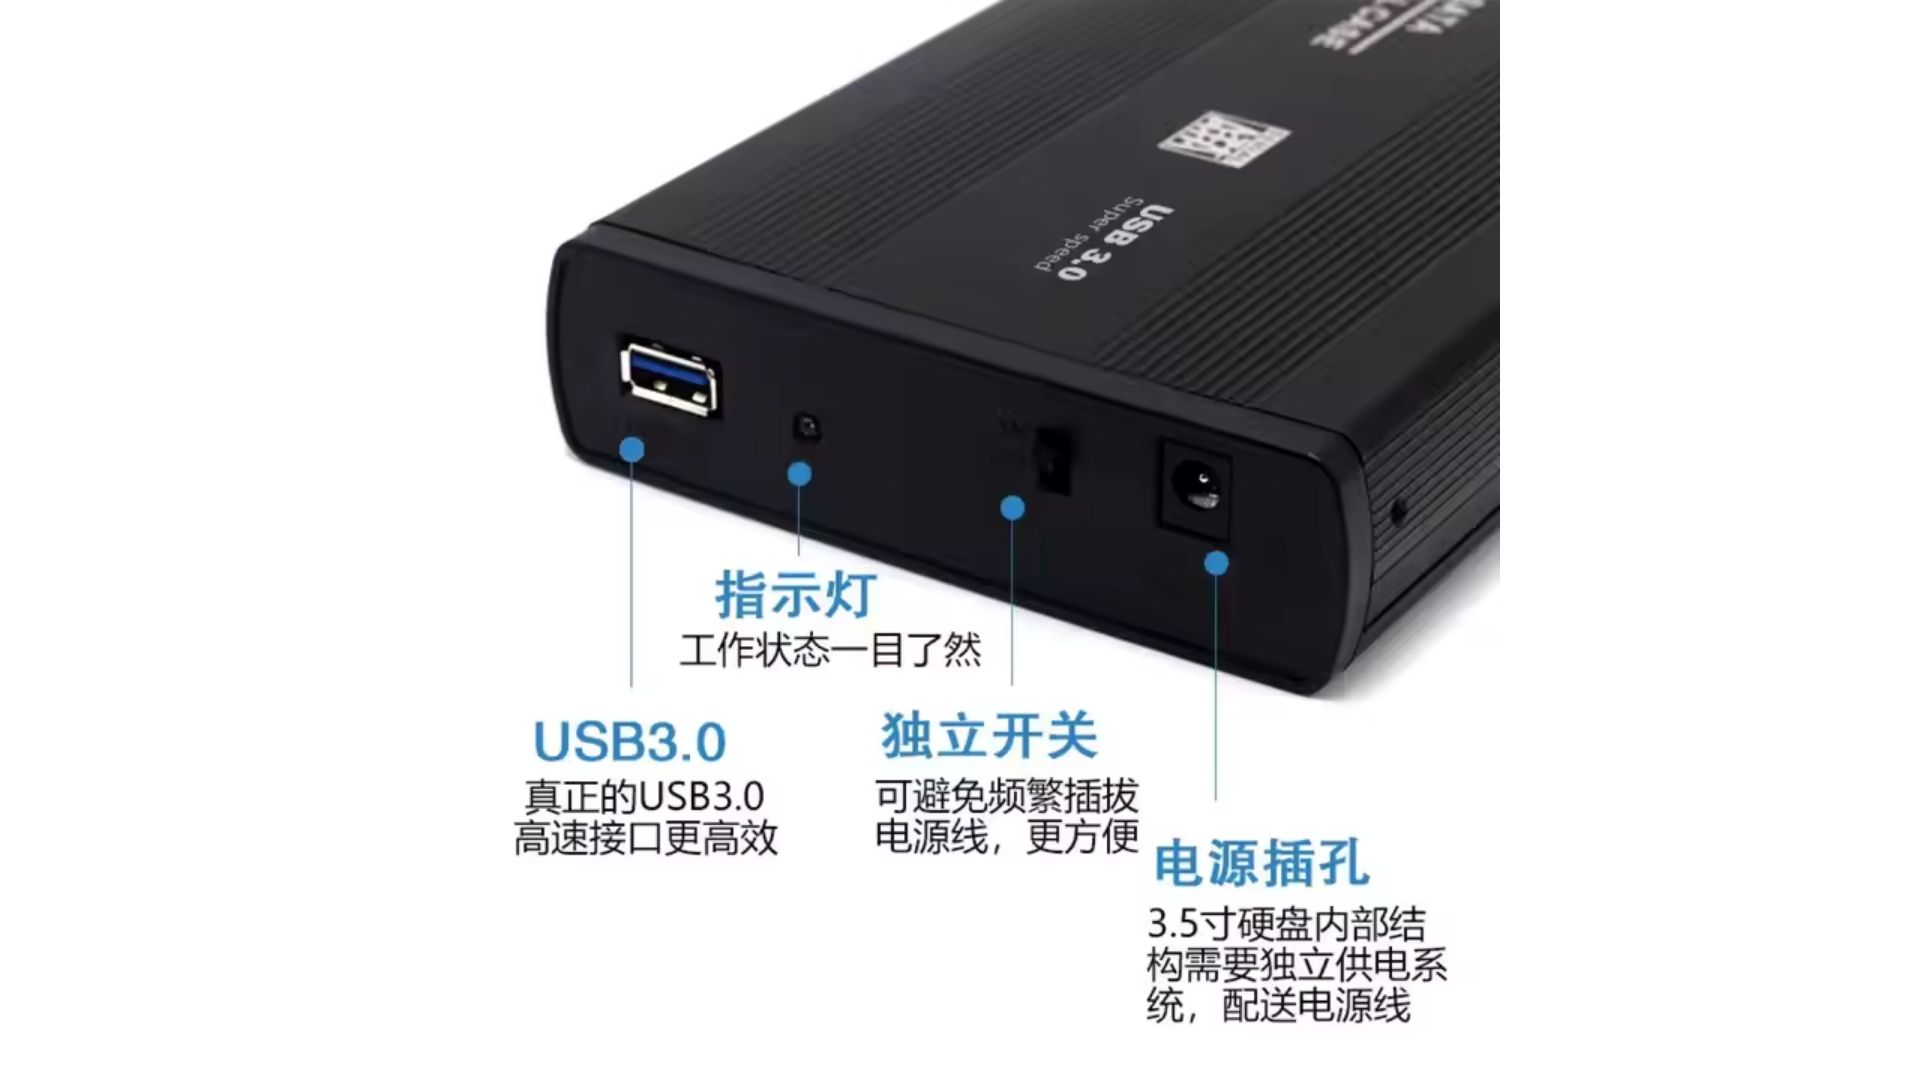 SATA
USB 3.0
Super speed
指示灯
工作状态一目了然
USB3.0
真正的USB3.0
高速接口更高效
独立开关
可避免频繁插拔
电源线，更方便
电源插孔
3.5寸硬盘内部结
构需要独立供电系
统，配送电源线